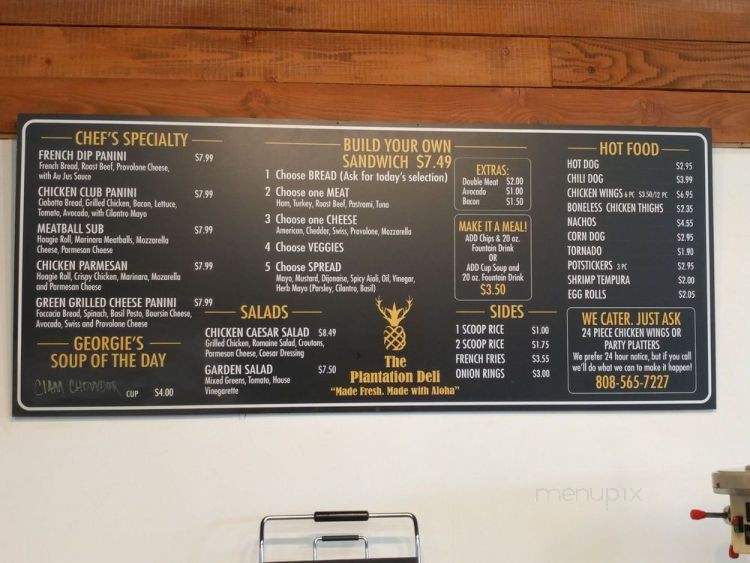 CHEF'S SPECIALTY
FRENCH DIP PANINI $7.99
French Bread, Roast Beef, Provolone Cheese,
with Au Jus Sauce
CHICKEN CLUB PANINI $7.99
Ciabatta Bread, Grilled Chicken, Bacon, Lettuce,
Tomato, Avocado, with Cilantro Mayo
MEATBALL SUB $7.99
Hoagie Roll, Marinara Meatballs, Mozzarella
Cheese, Parmesan Cheese
CHICKEN PARMESAN $7.99
Hoagie Roll, Crispy Chicken, Marinara, Mozarella
and Parmesan Cheese
GREEN GRILLED CHEESE PANINI $7.99
Foccacia Bread, Spinach, Basil Pesto, Boursin Cheese,
Avocado, Swiss and Provolone Cheese
GEORGIE'S
SOUP OF THE DAY
CLAM CHOWDER CUP $4.00
BUILD YOUR OWN
SANDWICH $7.49
1 Choose BREAD (Ask for today's selection)
2 Choose one MEAT
Ham, Turkey, Roast Beef, Pastrami, Tuna
3 Choose one CHEESE
American, Cheddar, Swiss, Provolone, Mozzarella
4 Choose VEGGIES
5 Choose SPREAD
Mayo, Mustard, Dijonaise, Spicy Aioli, Oil, Vinegar,
Herb Mayo (Parsley, Cilantro, Basil)
EXTRAS:
Double Meat $2.00
Avocado $1.00
Bacon $1.50
MAKE IT A MEAL!
ADD Chips & 20 oz.
Fountain Drink
OR
ADD Cup Soup and
20 oz. Fountain Drink
$3.50
SALADS
CHICKEN CAESAR SALAD $8.49
Grilled Chicken, Romaine Salad, Croutons,
Parmesan Cheese, Caesar Dressing
GARDEN SALAD $7.50
Mixed Greens, Tomato, House
Vinegarette
The
Plantation Deli
"Made Fresh. Made with Aloha"
SIDES
1 SCOOP RICE $1.00
2 SCOOP RICE $1.75
FRENCH FRIES $3.55
ONION RINGS $3.00
HOT FOOD
HOT DOG $2.95
CHILI DOG $3.99
CHICKEN WINGS 6 PC $3.50/12 PC $6.95
BONELESS CHICKEN THIGHS $2.35
NACHOS $4.55
CORN DOG $2.95
TORNADO $1.90
POTSTICKERS 3 PC $2.95
SHRIMP TEMPURA $2.00
EGG ROLLS $2.05
WE CATER. JUST ASK
24 PIECE CHICKEN WINGS OR
PARTY PLATTERS
We prefer 24 hour notice, but if you call
we'll do what we can to make it happen!
808-565-7227
menupix